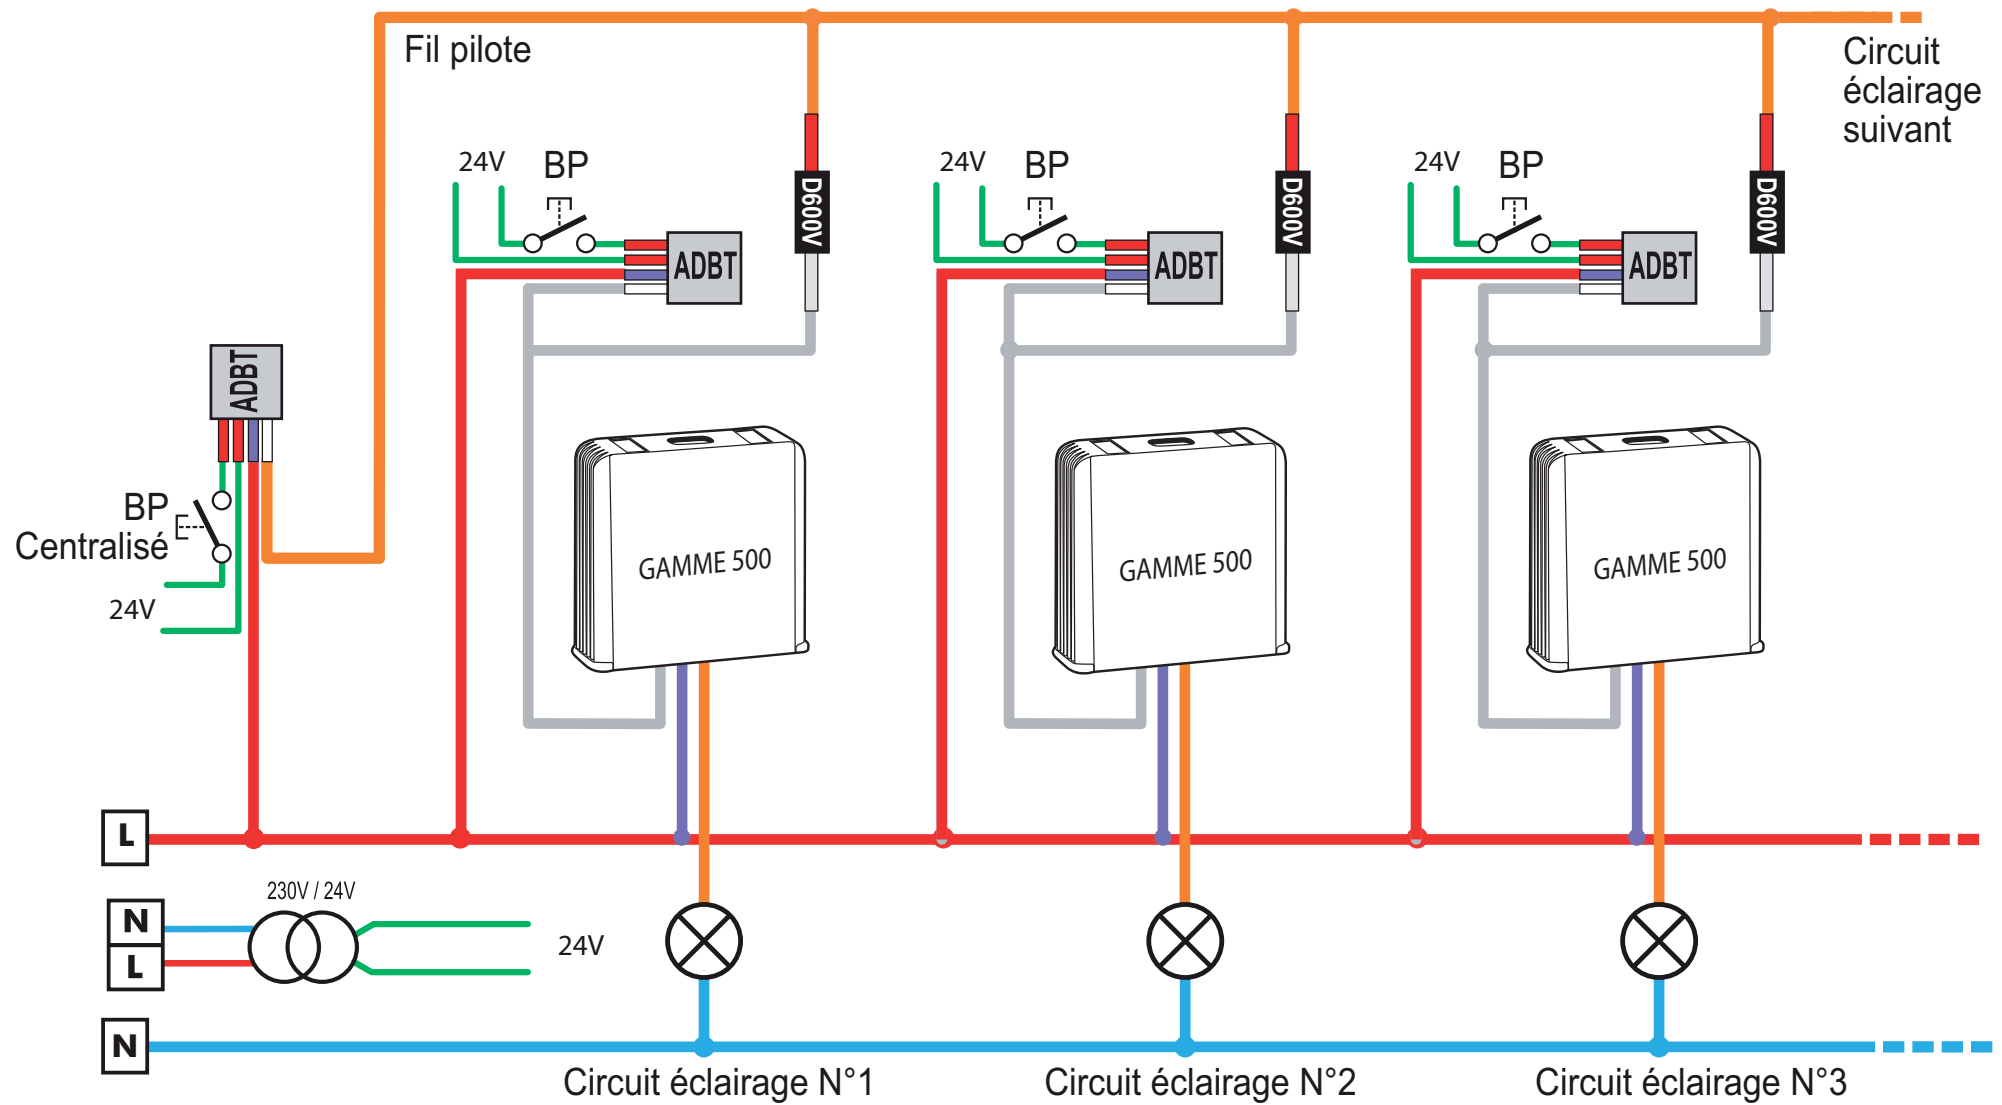 Fil pilote
Circuit
éclairage
suivant
24V
BP
D600V
ADBT
24V
BP
D600V
ADBT
24V
BP
D600V
ADBT
ADBT
BP
Centralisé
24V
GAMME 500
GAMME 500
GAMME 500
L
230V / 24V
N
L
24V
N
Circuit éclairage N°1
Circuit éclairage N°2
Circuit éclairage N°3